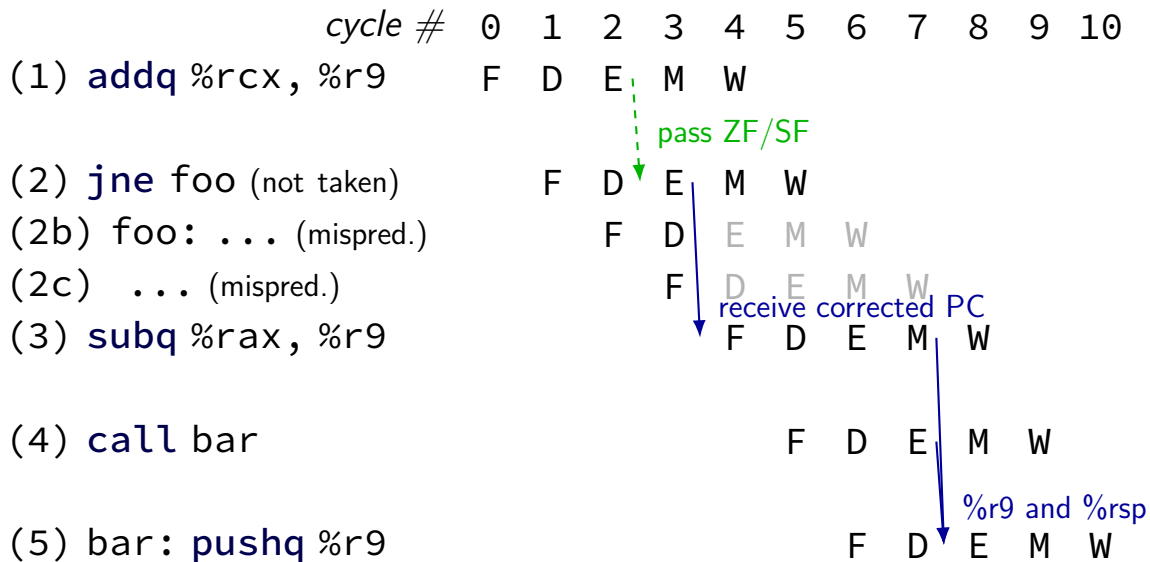 cycle # 0 1 2 3 4 5 6 7 8 9 10
(1) addq %rcx, %r9 F D E M W
pass ZF/SF
(2) jne foo (not taken) F D E M W
(2b) foo: ... (mispred.) F D E M W
(2c) ... (mispred.) F D E M W
receive corrected PC
(3) subq %rax, %r9 F D E M W
(4) call bar F D E M W
%r9 and %rsp
(5) bar: pushq %r9 F D E M W